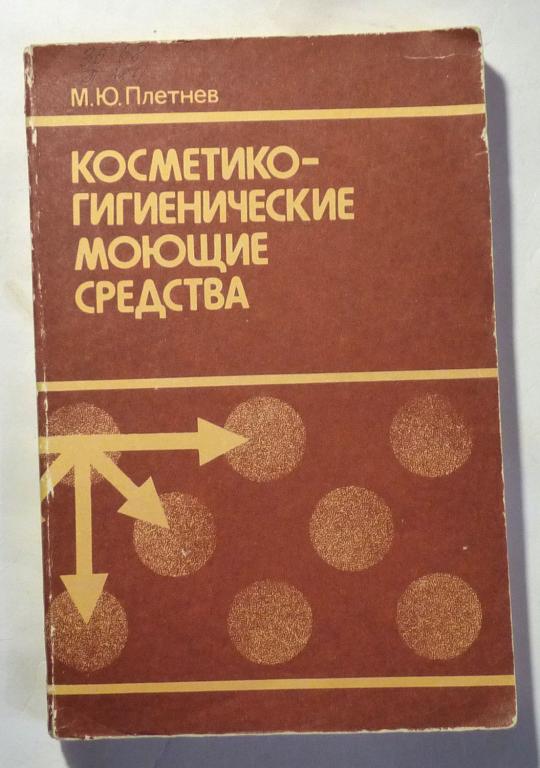 М.Ю.Плетнев
КОСМЕТИКО-
ГИГИЕНИЧЕСКИЕ
МОЮЩИЕ
СРЕДСТВА